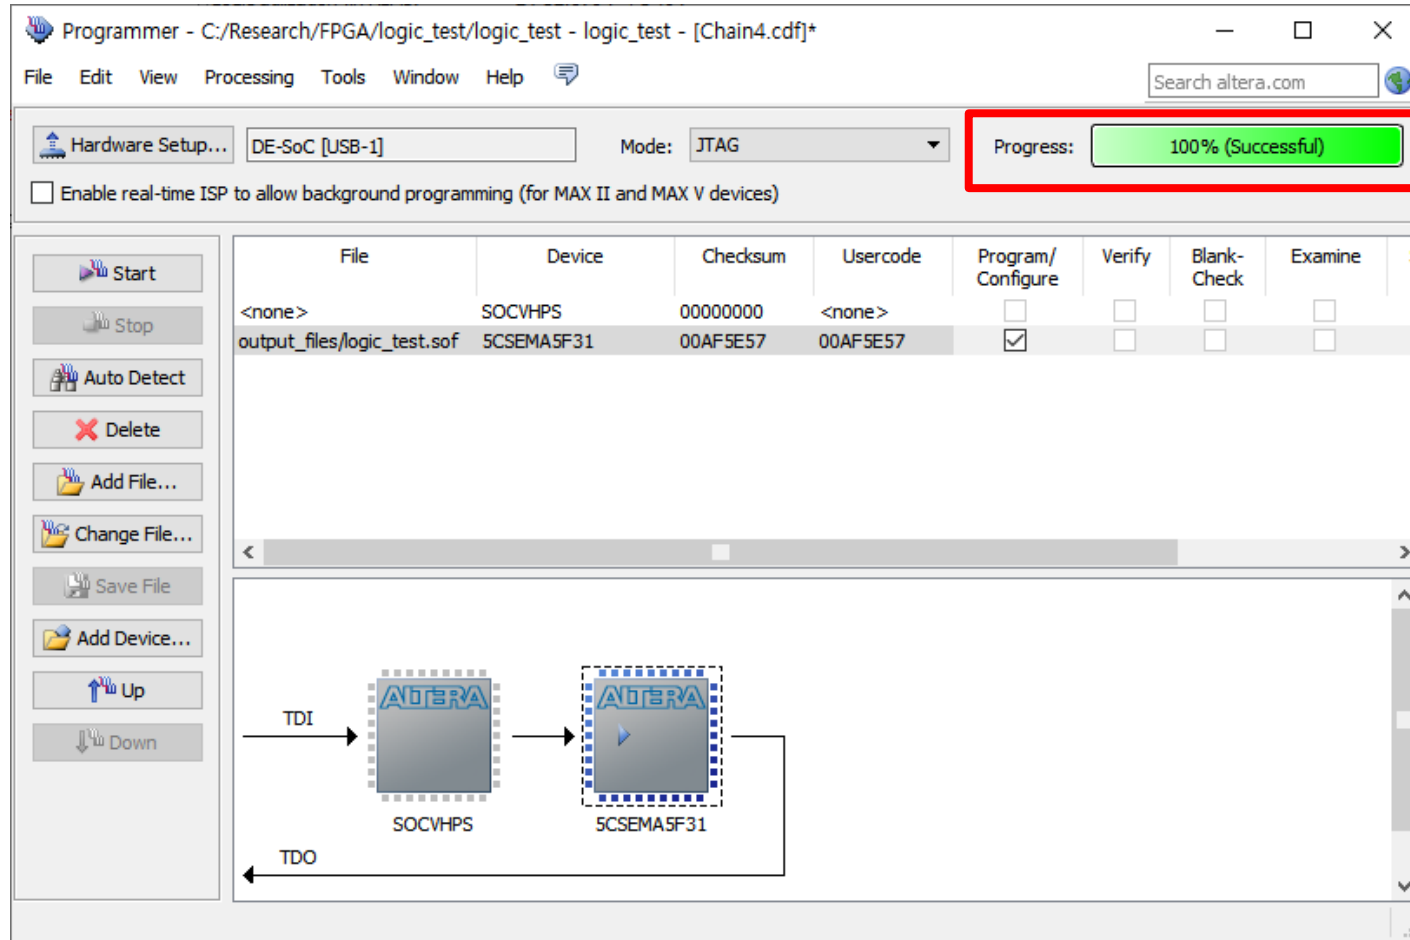 Programmer - C:/Research/FPGA/logic_test/logic_test - logic_test - [Chain4.cdf]*
File Edit View Processing Tools Window Help
Search altera.com
Hardware Setup... DE-SoC [USB-1] Mode: JTAG Progress: 100% (Successful)
Enable real-time ISP to allow background programming (for MAX II and MAX V devices)
Start
Stop
Auto Detect
Delete
Add File...
Change File...
Save File
Add Device...
Up
Down
File Device Checksum Usercode Program/ Verify Blank- Examine
Configure Check
<none> SOCVHPS 00000000 <none>
output_files/logic_test.sof 5CSEMA5F31 00AF5E57 00AF5E57
ALTERA ALTERA
TDI
SOCVHPS 5CSEMA5F31
TDO